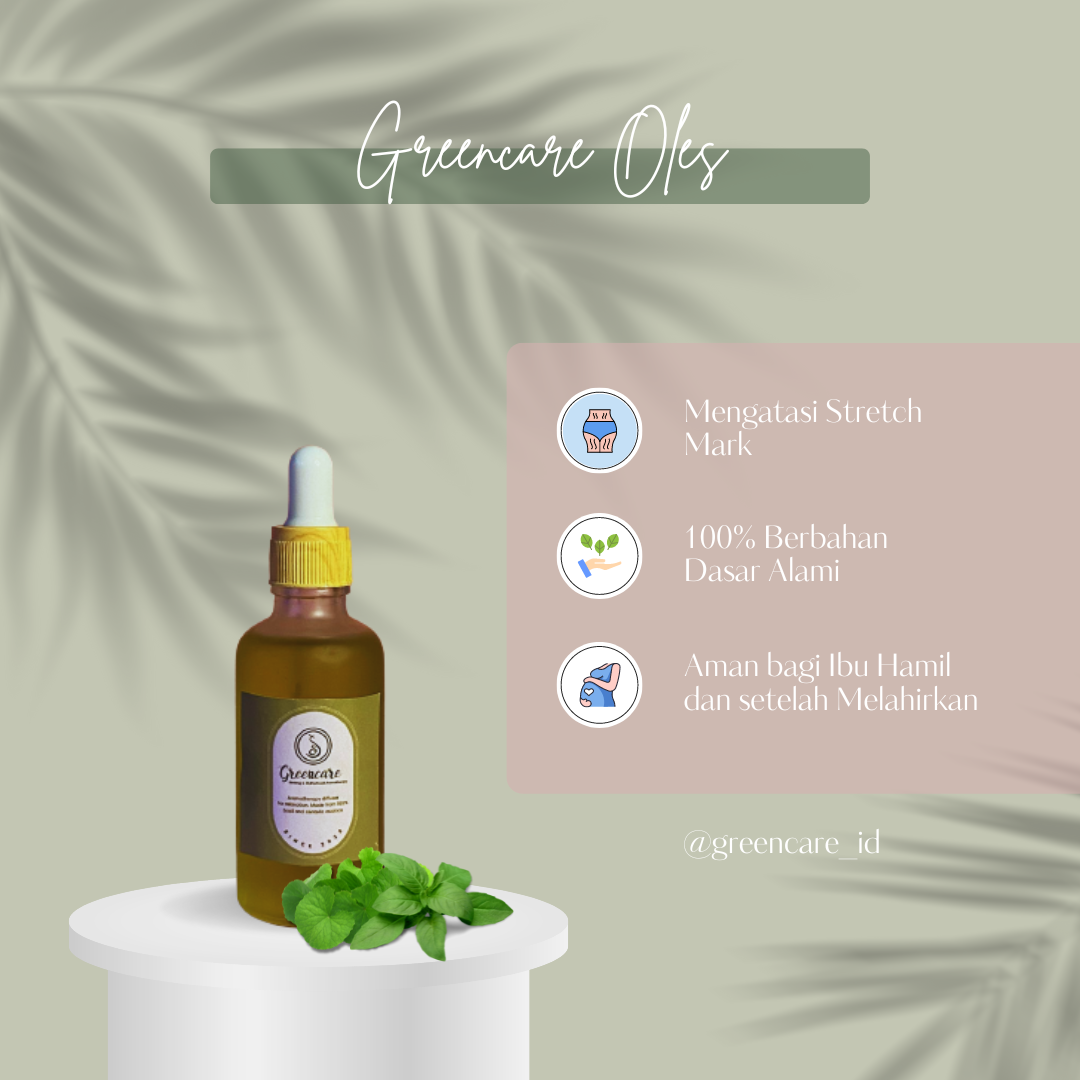 Greencare Oles
Mengatasi Stretch
Mark
100% Berbahan
Dasar Alami
Aman bagi Ibu Hamil
dan setelah Melahirkan
Greencare
@greencare_id